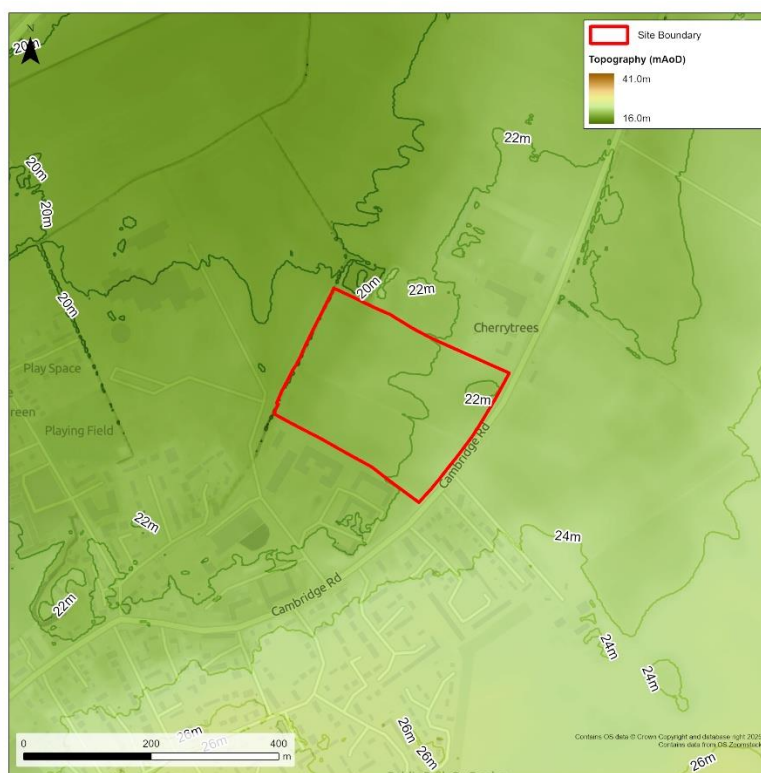 N
20m
Site Boundary
Topography (mAoD)
41.0m
16.0m
22m
20m
20m
20m
20m
22m
Cherrytrees
Play Space
22m
Playing Field
Cambridge Rd
22m
24m
Cambridge Rd
22m
24m
24m
26m
26m
26m
26m
26m
0 200 400
m
Contains OS data © Crown Copyright and database right 2025
Contains data from OS Zoomstack